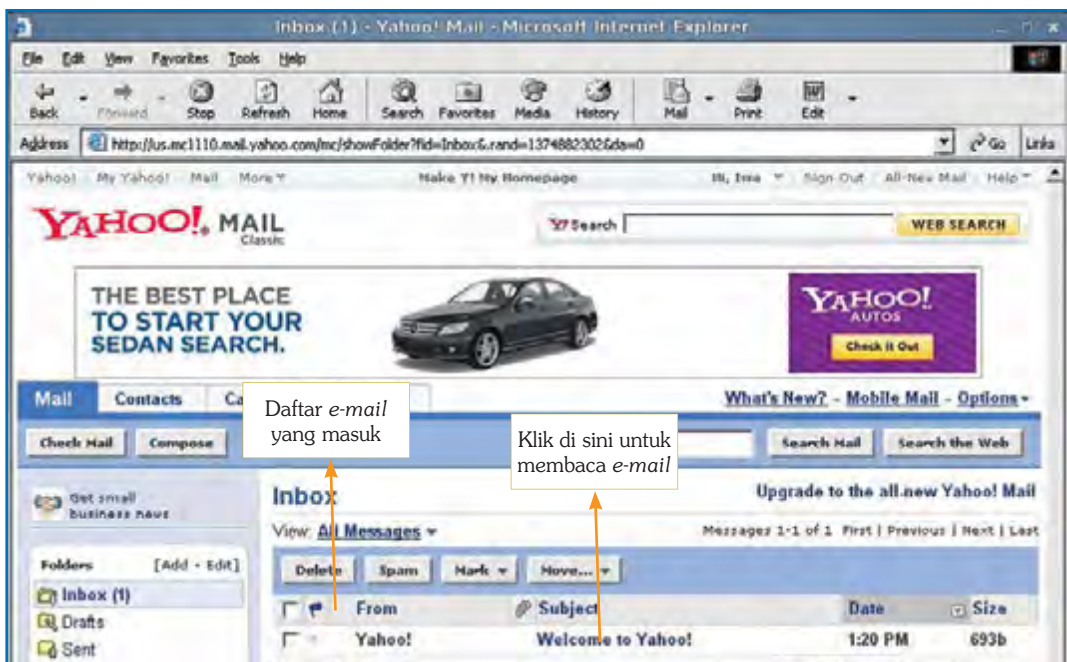 Inbox (1) - Yahoo! Mail - Microsoft Internet Explorer
File Edit View Favorites Tools Help
Back Forward Stop Refresh Home Search Favorites Media History Mail Print Edit
Address http://us.mc1110.mail.yahoo.com/mc/showFolder?fid=Inbox&.rand=1374882302&da=0 Go Links
Yahoo! My Yahoo! Mail More Make Y! My Homepage Hi, Sign Out All-New Mail Help
YAHOO! MAIL
Classic
Y! Search WEB SEARCH
THE BEST PLACE
TO START YOUR
SEDAN SEARCH.
YAHOO!
AUTOS
Check It Out
Mail Contacts Ca What's New? - Mobile Mail - Options
Daftar e-mail
yang masuk
Klik di sini untuk
membaca e-mail
Check Mail Compose Search Mail Search the Web
Get small
business news
Inbox Upgrade to the all-new Yahoo! Mail
View: All Messages Messages 1-1 of 1 First | Previous | Next | Last
Folders [Add - Edit]
Delete Spam Mark Move...
Inbox (1)
From Subject Date Size
Drafts
Yahoo! Welcome to Yahoo! 1:20 PM 693b
Sent